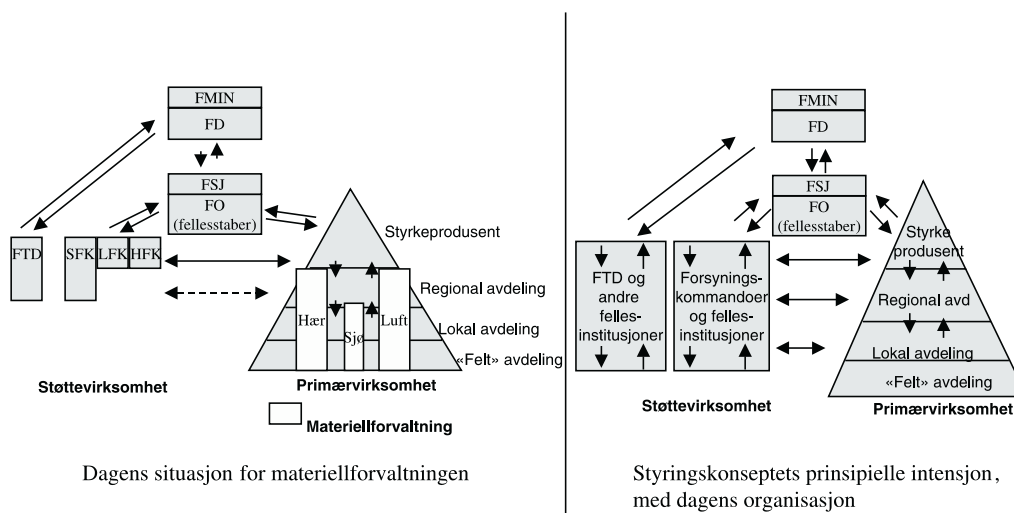 FMIN
FD
FSJ
FO
(fellesstaber)
FTD
SFK
LFK
HFK
Styrkeprodusent
Regional avdeling
Hær
Sjø
Luft
Lokal avdeling
«Felt» avdeling
Støttevirksomhet
Primærvirksomhet
Materiellforvaltning
Dagens situasjon for materiellforvaltningen
FMIN
FD
FSJ
FO
(fellesstaber)
FTD og
andre
felles-
institusjoner
Forsynings-
kommandoer
og felles-
institusjoner
Styrke
produsent
Regional avd
Lokal avdeling
«Felt» avdeling
Støttevirksomhet
Primærvirksomhet
Styringskonseptets prinsipielle intensjon,
med dagens organisasjon